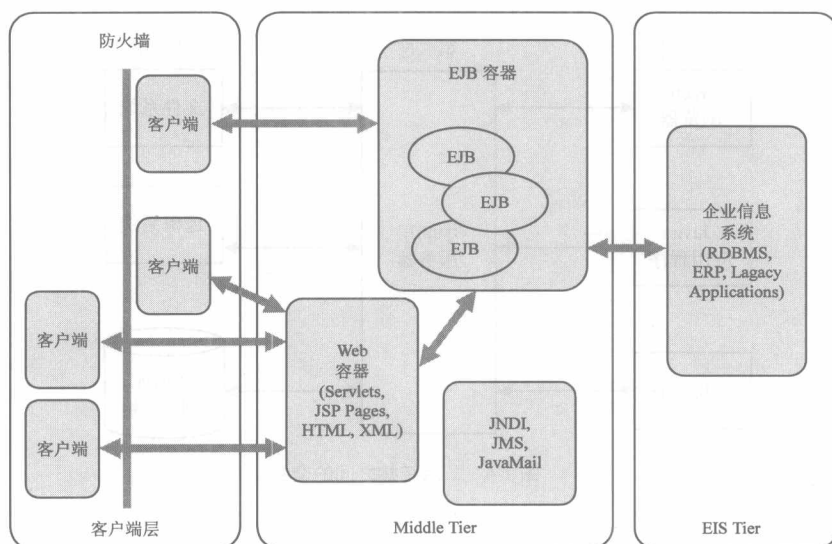 防火墙
客户端
客户端
客户端
客户端
客户端层
EJB 容器
EJB
EJB
EJB
Web
容器
(Servlets,
JSP Pages,
HTML, XML)
JNDI,
JMS,
JavaMail
Middle Tier
企业信息
系统
(RDBMS,
ERP, Lagacy
Applications)
EIS Tier